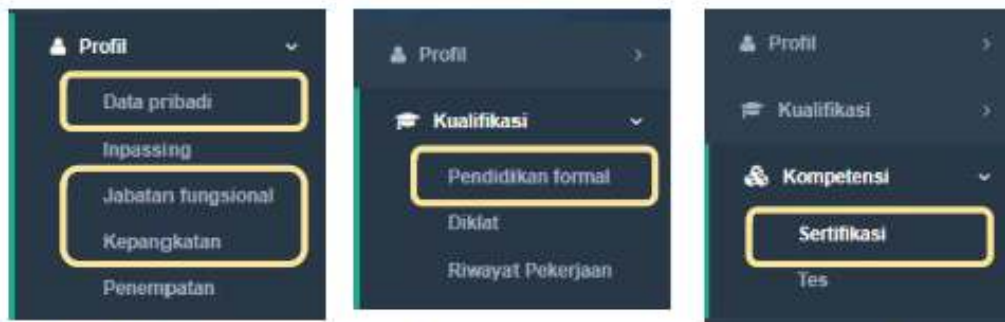 Profil
Data pribadi
Inpassing
Jabatan fungsional
Kepangkatan
Penempatan
Profil
Kualifikasi
Pendidikan formal
Diklat
Riwayat Pekerjaan
Profil
Kualifikasi
Kompetensi
Sertifikasi
Tes